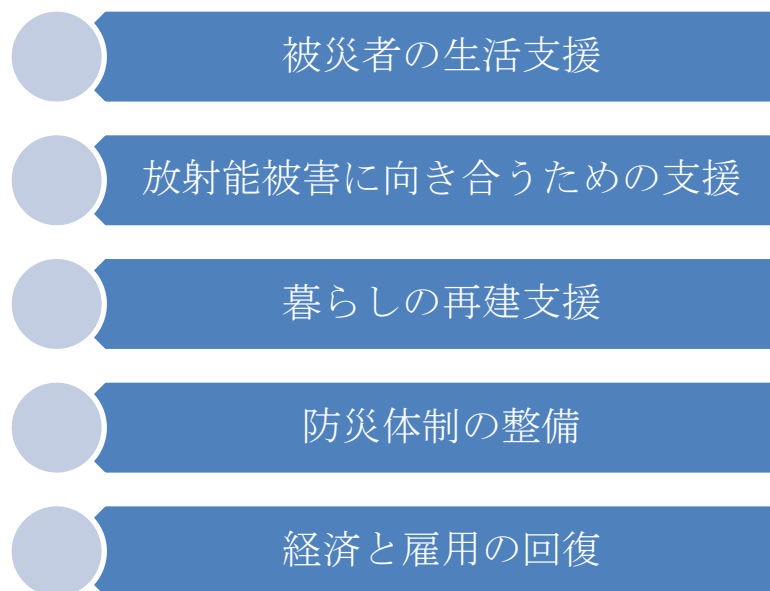 被災者の生活支援
放射能被害に向き合うための支援
暮らしの再建支援
防災体制の整備
経済と雇用の回復